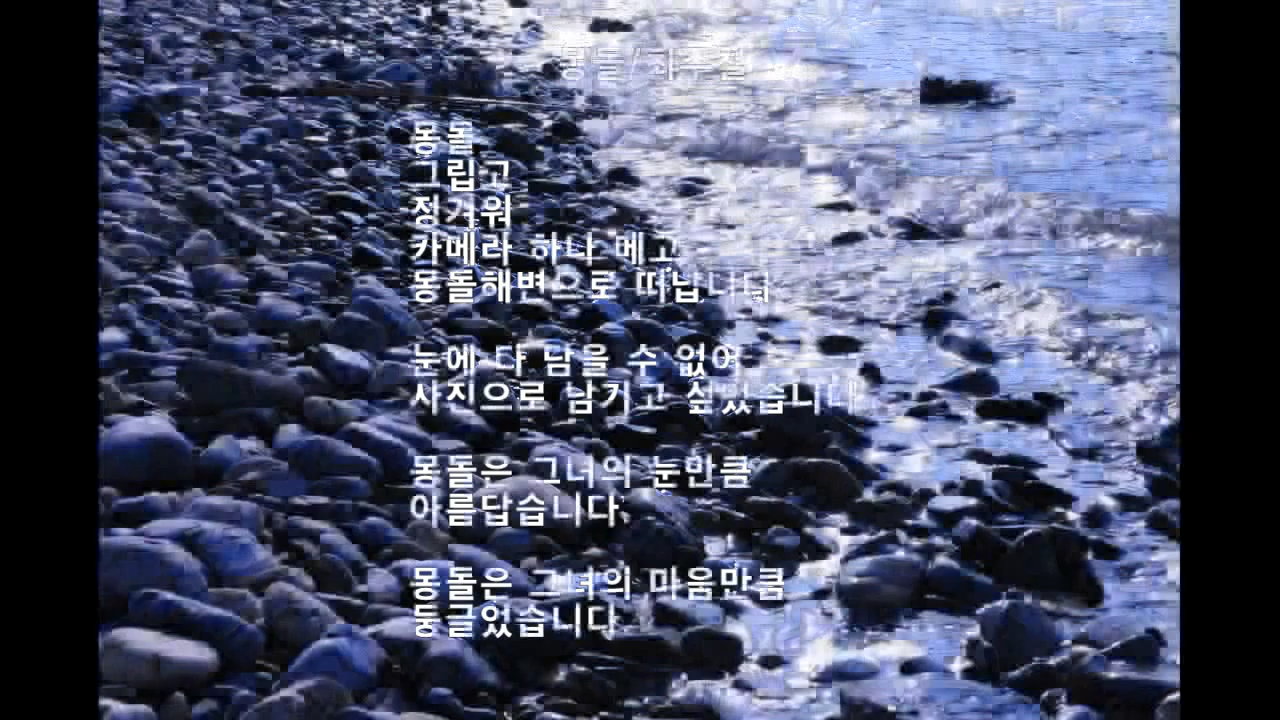 몽돌
그립고
정겨워
카메라 하나 메고
몽돌해변으로 떠납니다
눈에 다 담을 수 없어
사진으로 남기고 싶었습니다
몽돌은 그녀의 눈만큼
아름답습니다.
몽돌은 그녀의 마음만큼
둥글었습니다